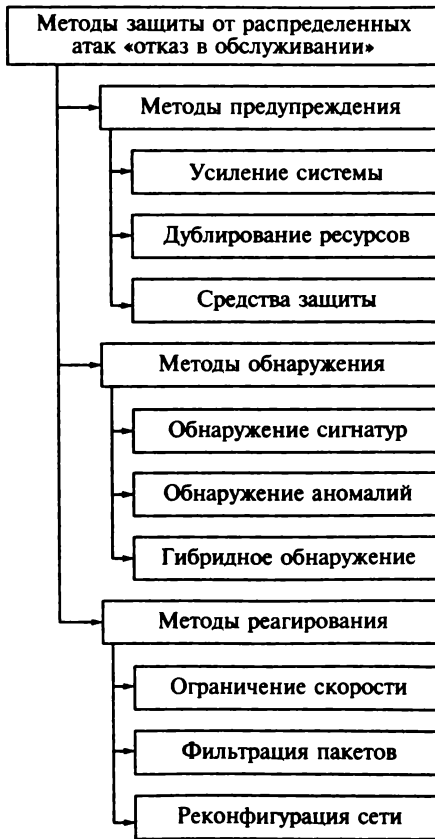 Методы защиты от распределенных
атак «отказ в обслуживании»
Методы предупреждения
Усиление системы
Дублирование ресурсов
Средства защиты
Методы обнаружения
Обнаружение сигнатур
Обнаружение аномалий
Гибридное обнаружение
Методы реагирования
Ограничение скорости
Фильтрация пакетов
Реконфигурация сети